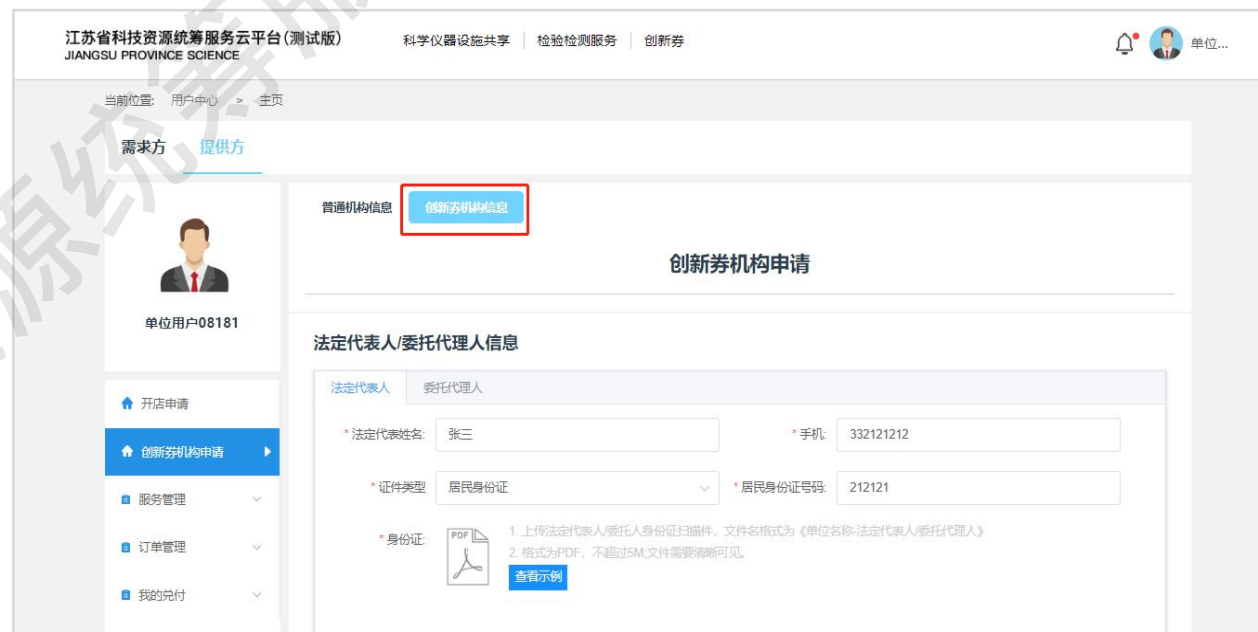 江苏省科技资源统筹服务云平台(测试版)
JIANGSU PROVINCE SCIENCE
科学仪器设施共享 检验检测服务 创新券
单位...
当前位置: 用户中心 > 主页
需求方 提供方
普通机构信息 创新券机构信息
创新券机构申请
单位用户08181
法定代表人/委托代理人信息
法定代表人 委托代理人
开店申请
*法定代表姓名: 张三 *手机: 332121212
创新券机构申请
*证件类型 居民身份证 *居民身份证号码: 212121
服务管理
*身份证: PDF 1. 上传法定代表人/委托人身份证扫描件，文件名格式为《单位名称-法定代表人/委托代理人》
2. 格式为PDF，不超过5M,文件需要清晰可见。
订单管理
查看示例
我的兑付
源统筹服